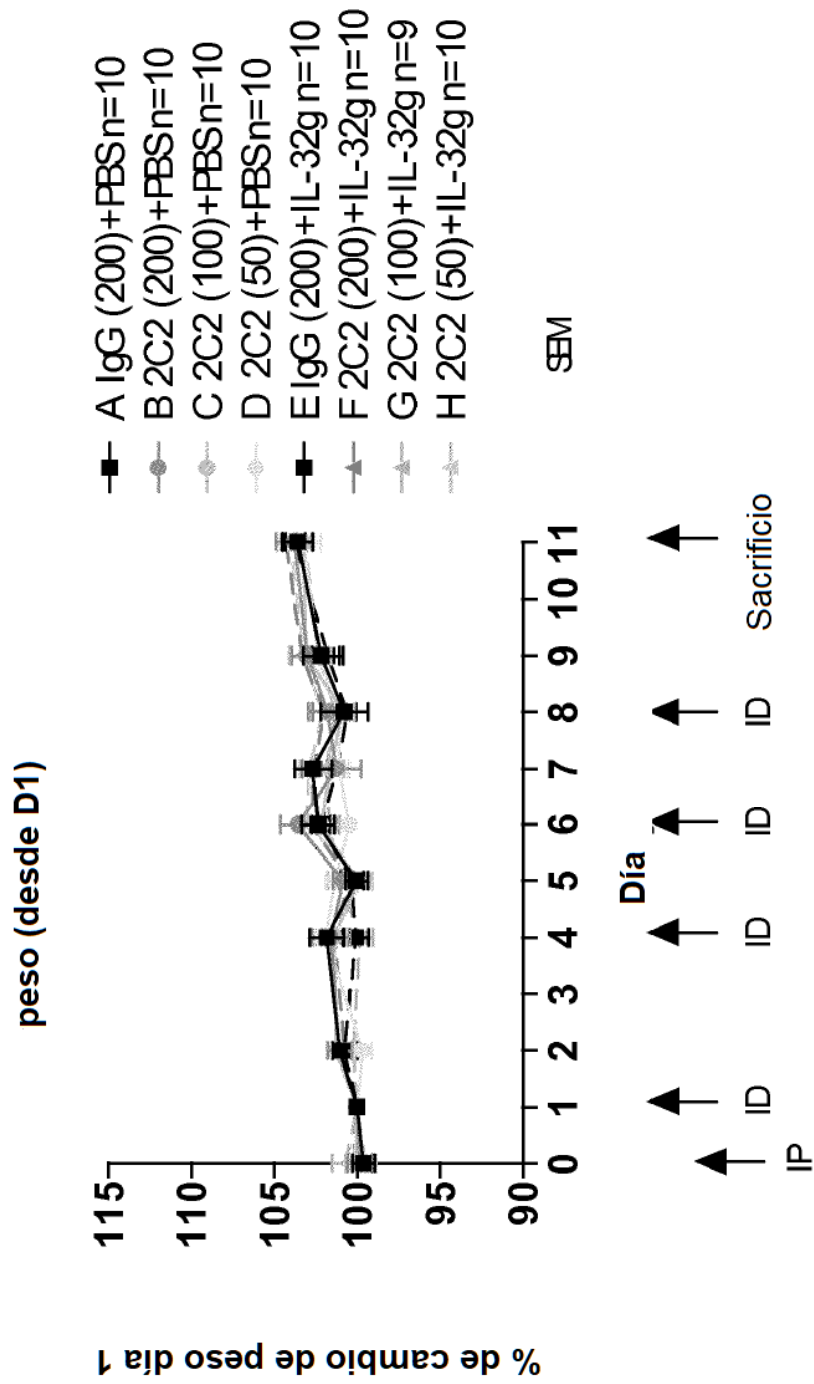 peso (desde D1)
% de cambio de peso día 1
115
110
105
100
95
90
0 1 2 3 4 5 6 7 8 9 10 11
Día
IP
ID
ID
ID
ID
Sacrificio
A IgG (200)+PBS n=10
B 2C2 (200)+PBS n=10
C 2C2 (100)+PBS n=10
D 2C2 (50)+PBS n=10
E IgG (200)+IL-32g n=10
F 2C2 (200)+IL-32g n=10
G 2C2 (100)+IL-32g n=9
H 2C2 (50)+IL-32g n=10
SEM